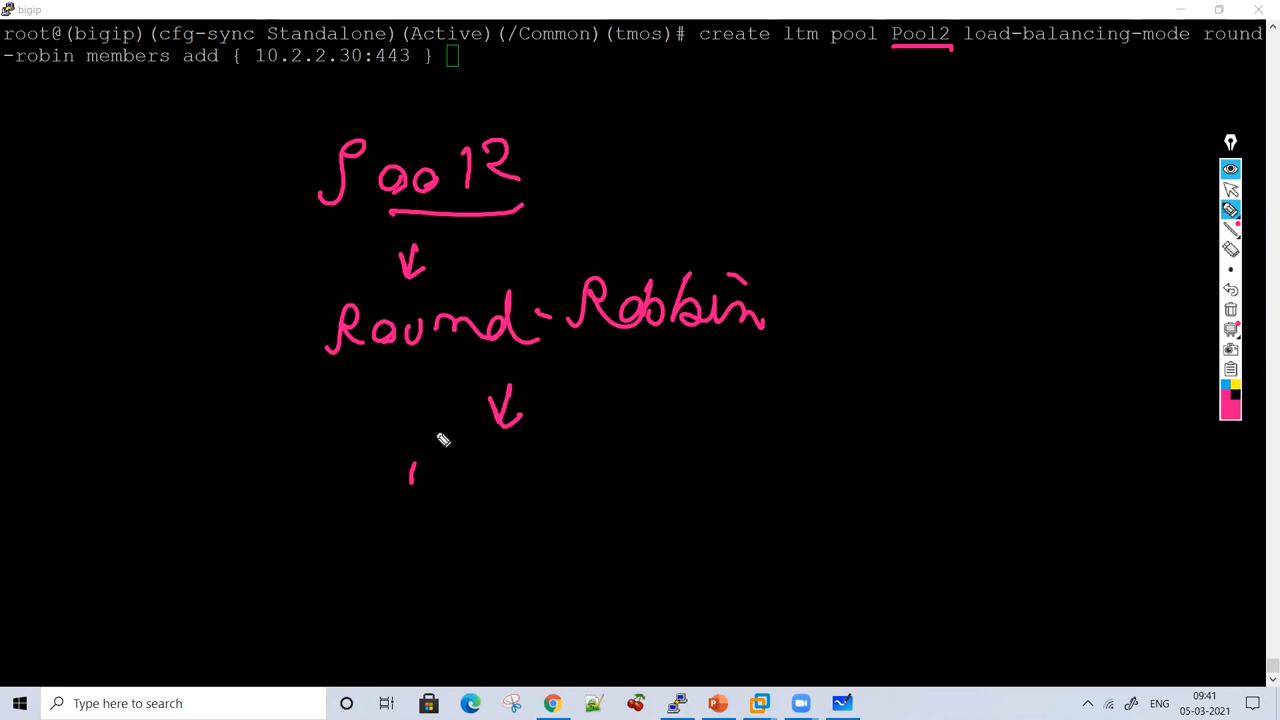 bigip
root@(bigip)(cfg-sync Standalone)(Active)(/Common)(tmos)# create ltm pool Pool2 load-balancing-mode round
-robin members add { 10.2.2.30:443 }
Pool2
Round-Robbin
Type here to search
ENG
09:41
05-03-2021